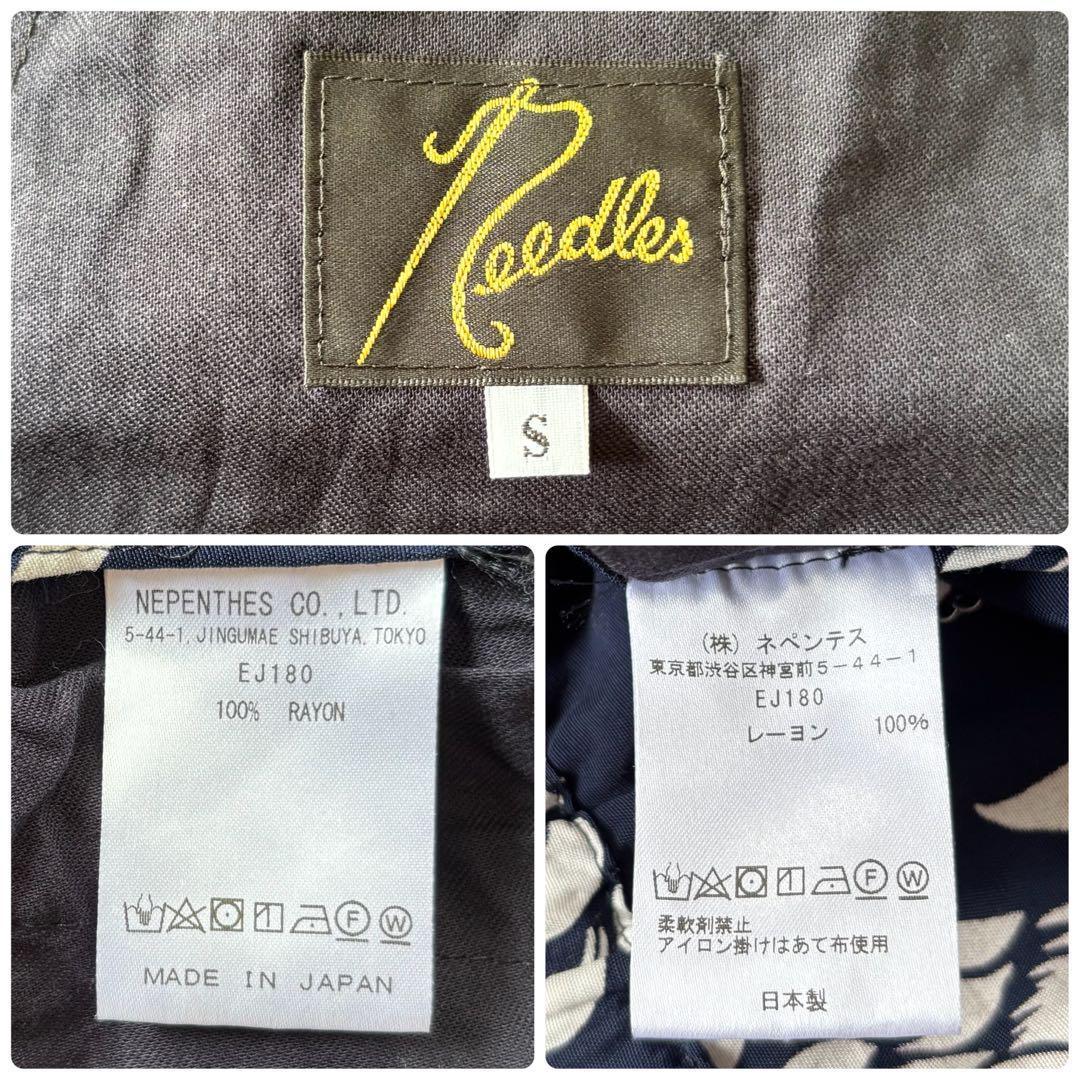 Needles
S
NEPENTHES CO.,LTD.
5-44-1, JINGUMAE SHIBUYA, TOKYO
EJ180
100% RAYON
MADE IN JAPAN
(株) ネペンテス
東京都渋谷区神宮前5-44-1
EJ180
レーヨン 100%
F W
柔軟剤禁止
アイロン掛けはあて布使用
日本製